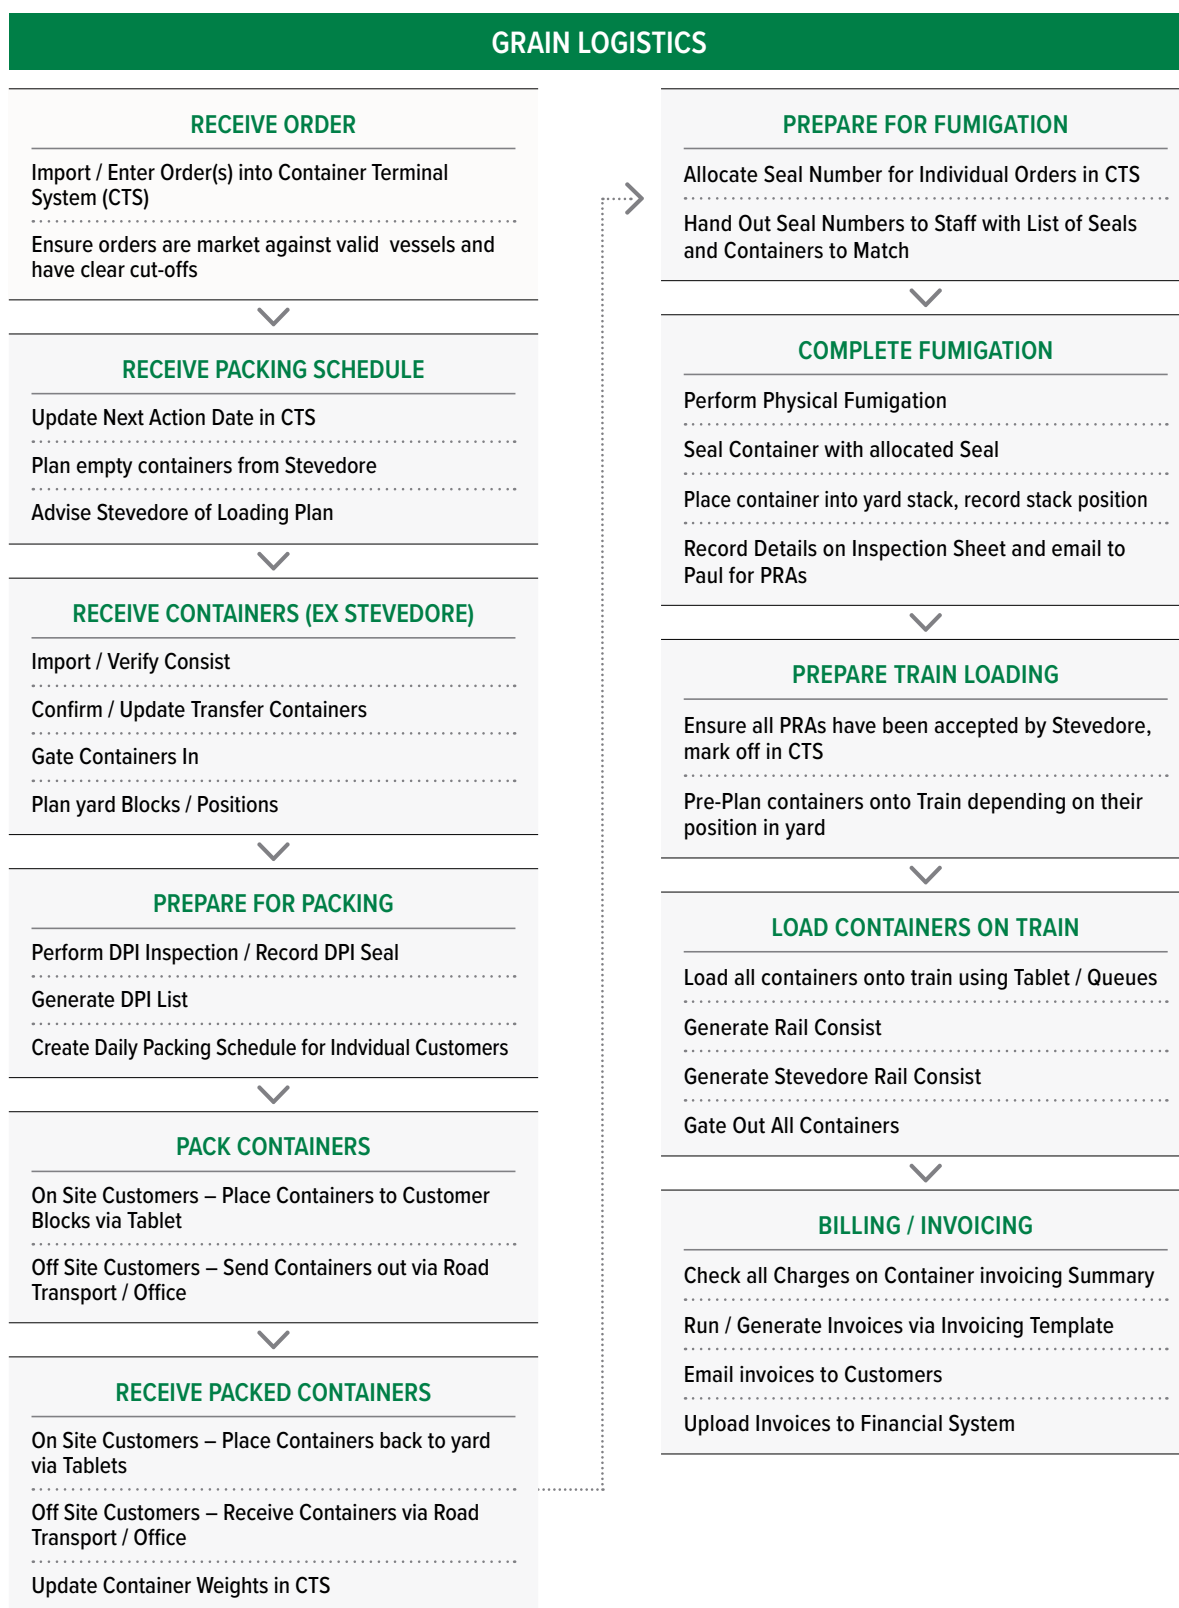 GRAIN LOGISTICS
RECEIVE ORDER
Import / Enter Order(s) into Container Terminal
System (CTS)
Ensure orders are market against valid  vessels and
have clear cut-offs
RECEIVE PACKING SCHEDULE
Update Next Action Date in CTS
Plan empty containers from Stevedore
Advise Stevedore of Loading Plan
RECEIVE CONTAINERS (EX STEVEDORE)
Import / Verify Consist
Confirm / Update Transfer Containers
Gate Containers In
Plan yard Blocks / Positions
PREPARE FOR PACKING
Perform DPI Inspection / Record DPI Seal
Generate DPI List
Create Daily Packing Schedule for Indvidual Customers
PACK CONTAINERS
On Site Customers – Place Containers to Customer
Blocks via Tablet
Off Site Customers – Send Containers out via Road
Transport / Office
RECEIVE PACKED CONTAINERS
On Site Customers – Place Containers back to yard
via Tablets
Off Site Customers – Receive Containers via Road
Transport / Office
Update Container Weights in CTS
PREPARE FOR FUMIGATION
Allocate Seal Number for Individual Orders in CTS
Hand Out Seal Numbers to Staff with List of Seals
and Containers to Match
COMPLETE FUMIGATION
Perform Physical Fumigation
Seal Container with allocated Seal
Place container into yard stack, record stack position
Record Details on Inspection Sheet and email to
Paul for PRAs
PREPARE TRAIN LOADING
Ensure all PRAs have been accepted by Stevedore,
mark off in CTS
Pre-Plan containers onto Train depending on their
position in yard
LOAD CONTAINERS ON TRAIN
Load all containers onto train using Tablet / Queues
Generate Rail Consist
Generate Stevedore Rail Consist
Gate Out All Containers
BILLING / INVOICING
Check all Charges on Container invoicing Summary
Run / Generate Invoices via Invoicing Template
Email invoices to Customers
Upload Invoices to Financial System